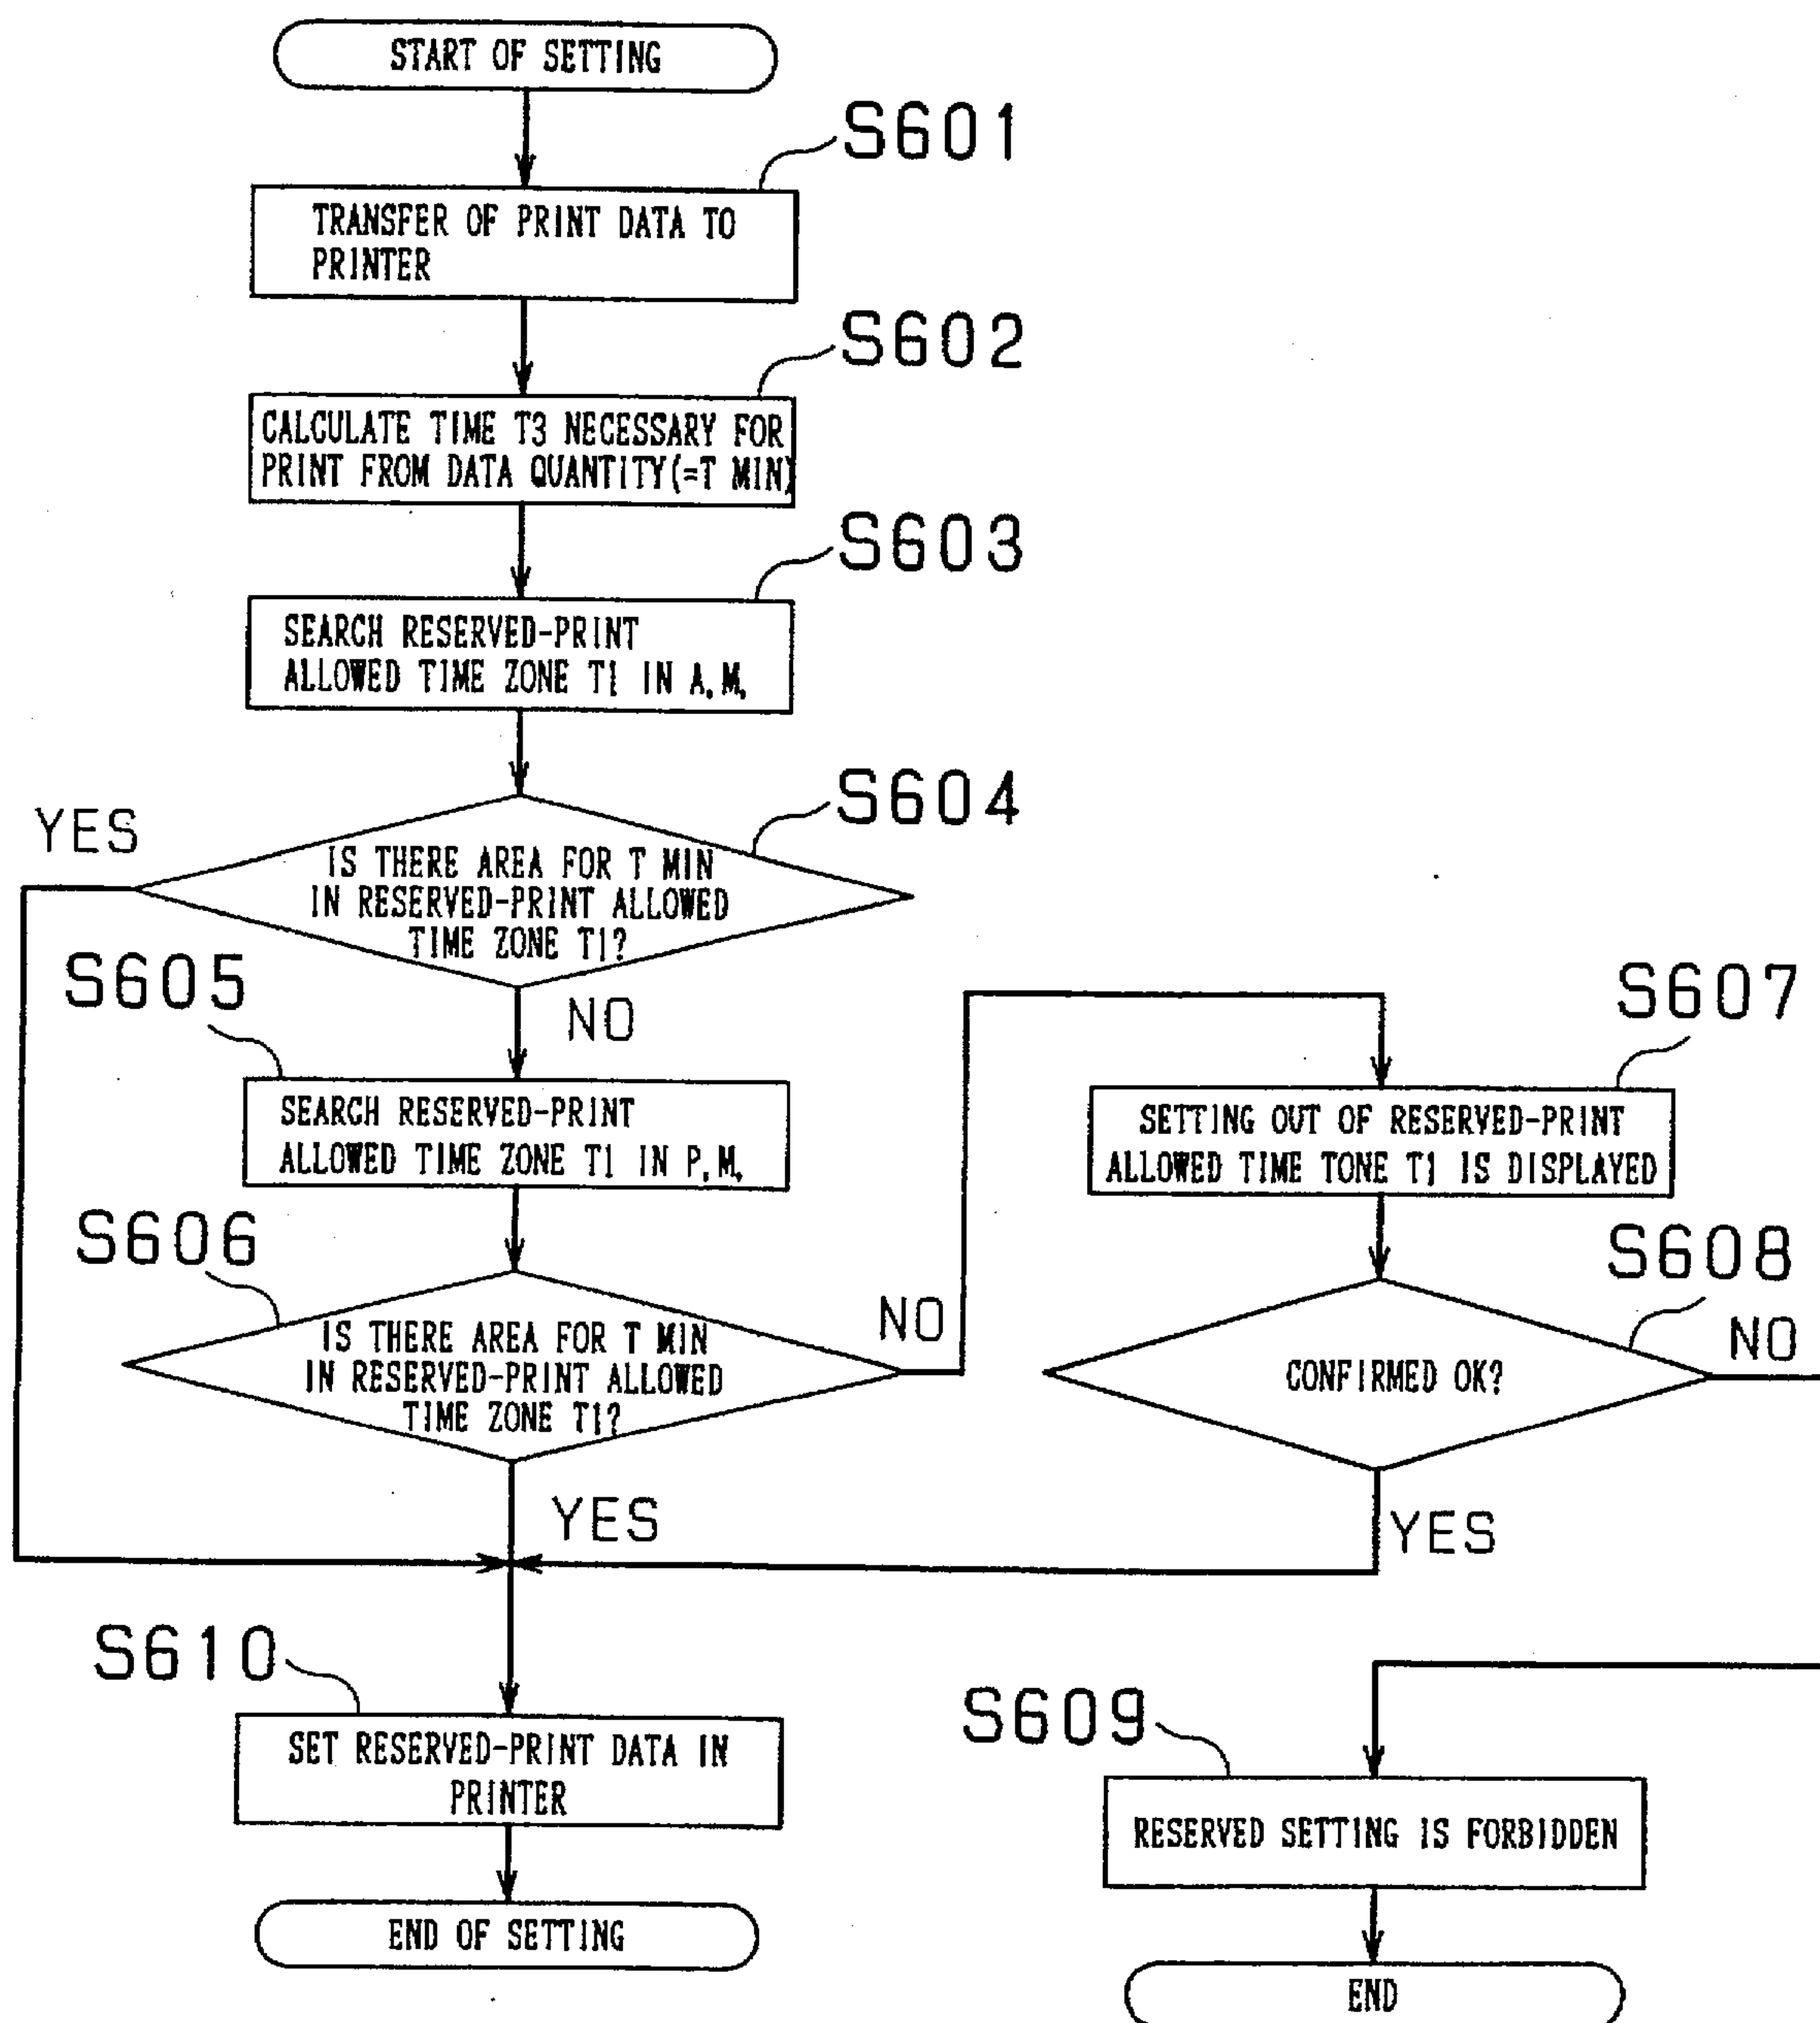 START OF SETTING
S601
TRANSFER OF PRINT DATA TO
PRINTER
S602
CALCULATE TIME T3 NECESSARY FOR
PRINT FROM DATA QUANTITY(=T MIN)
S603
SEARCH RESERVED-PRINT
ALLOWED TIME ZONE T1 IN A.M.
S604
YES
IS THERE AREA FOR T MIN
IN RESERVED-PRINT ALLOWED
TIME ZONE T1?
NO
S605
SEARCH RESERVED-PRINT
ALLOWED TIME ZONE T1 IN P.M.
S606
IS THERE AREA FOR T MIN
IN RESERVED-PRINT ALLOWED
TIME ZONE T1?
NO
YES
S607
SETTING OUT OF RESERVED-PRINT
ALLOWED TIME TONE T1 IS DISPLAYED
S608
CONFIRMED OK?
NO
YES
S610
SET RESERVED-PRINT DATA IN
PRINTER
END OF SETTING
S609
RESERVED SETTING IS FORBIDDEN
END